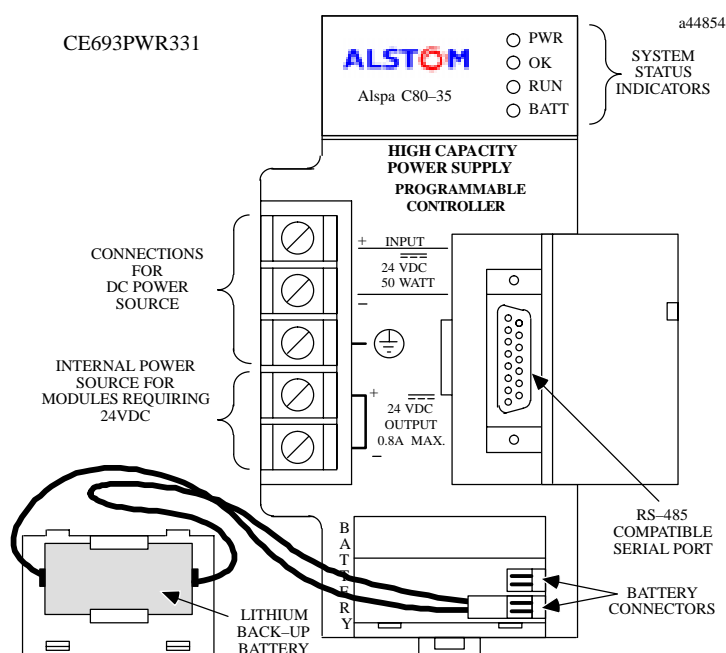 a44854
CE693PWR331
ALSTOM
Alspa C80–35
PWR
OK
RUN
BATT
SYSTEM
STATUS
INDICATORS
HIGH CAPACITY
POWER SUPPLY
PROGRAMMABLE
CONTROLLER
CONNECTIONS
FOR
DC POWER
SOURCE
+ INPUT
24 VDC
50 WATT
–
INTERNAL POWER
SOURCE FOR
MODULES REQUIRING
24VDC
+
24 VDC
OUTPUT
0.8A MAX.
–
RS–485
COMPATIBLE
SERIAL PORT
BATTERY
BATTERY
CONNECTORS
LITHIUM
BACK–UP
BATTERY